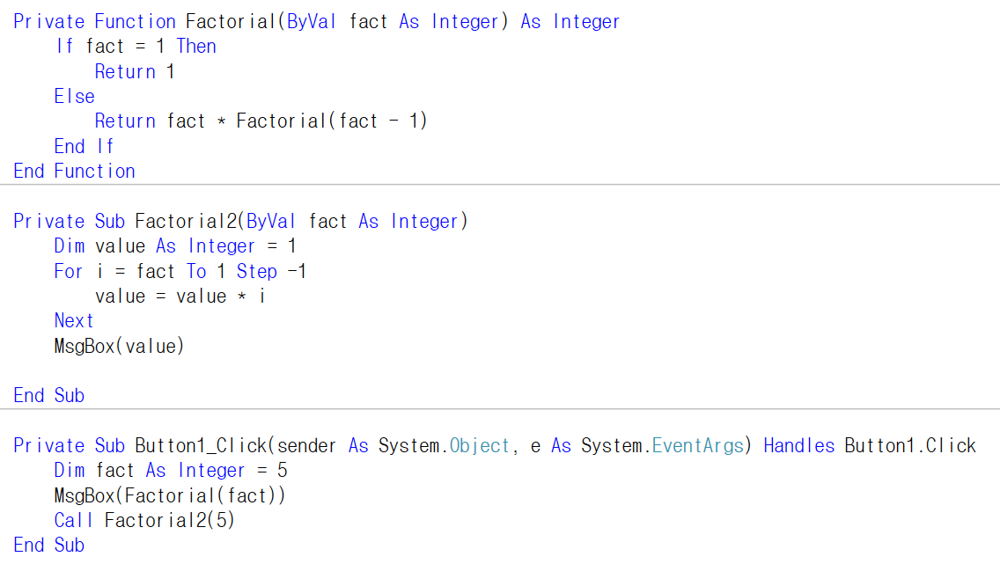 Private Function Factorial(ByVal fact As Integer) As Integer
    If fact = 1 Then
        Return 1
    Else
        Return fact * Factorial(fact - 1)
    End If
End Function
Private Sub Factorial2(ByVal fact As Integer)
    Dim value As Integer = 1
    For i = fact To 1 Step -1
        value = value * i
    Next
    MsgBox(value)
End Sub
Private Sub Button1_Click(sender As System.Object, e As System.EventArgs) Handles Button1.Click
    Dim fact As Integer = 5
    MsgBox(Factorial(fact))
    Call Factorial2(5)
End Sub